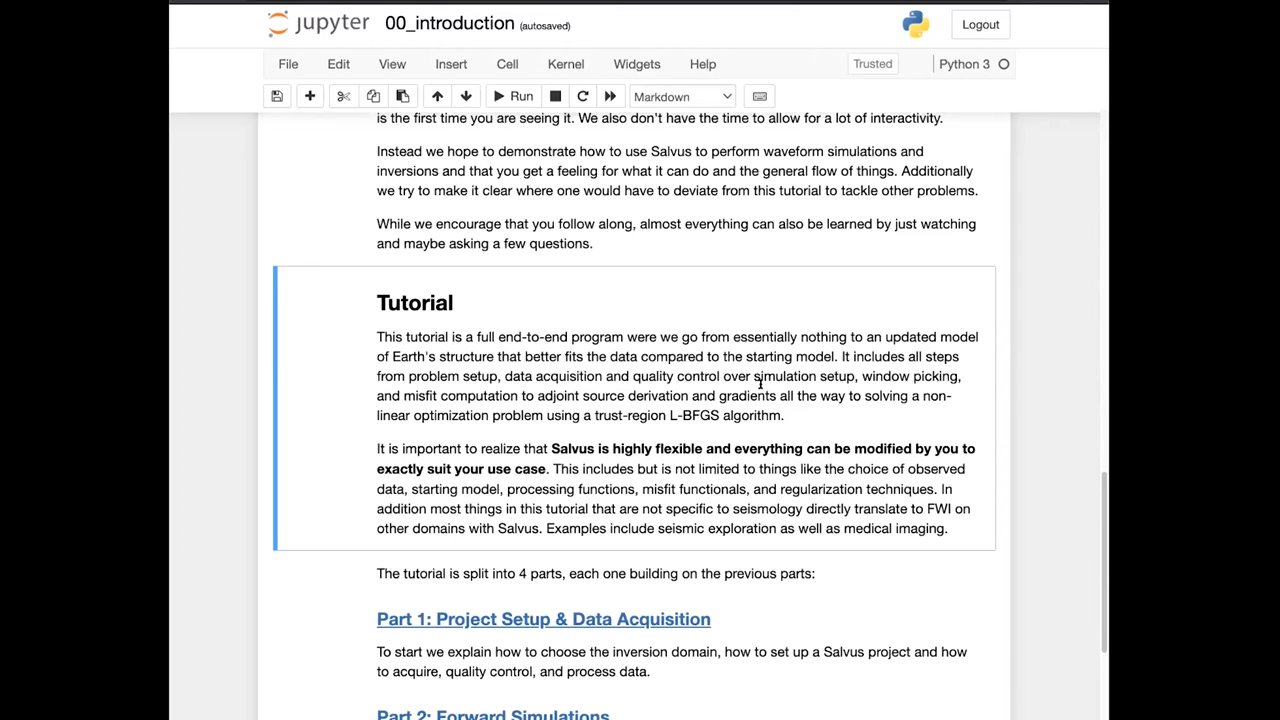 jupyter 00_introduction (autosaved)
Logout
File Edit View Insert Cell Kernel Widgets Help
Trusted Python 3
Run Markdown
is the first time you are seeing it. We also don't have the time to allow for a lot of interactivity.
Instead we hope to demonstrate how to use Salvus to perform waveform simulations and
inversions and that you get a feeling for what it can do and the general flow of things. Additionally
we try to make it clear where one would have to deviate from this tutorial to tackle other problems.
While we encourage that you follow along, almost everything can also be learned by just watching
and maybe asking a few questions.
Tutorial
This tutorial is a full end-to-end program were we go from essentially nothing to an updated model
of Earth's structure that better fits the data compared to the starting model. It includes all steps
from problem setup, data acquisition and quality control over simulation setup, window picking,
and misfit computation to adjoint source derivation and gradients all the way to solving a non-
linear optimization problem using a trust-region L-BFGS algorithm.
It is important to realize that Salvus is highly flexible and everything can be modified by you to
exactly suit your use case. This includes but is not limited to things like the choice of observed
data, starting model, processing functions, misfit functionals, and regularization techniques. In
addition most things in this tutorial that are not specific to seismology directly translate to FWI on
other domains with Salvus. Examples include seismic exploration as well as medical imaging.
The tutorial is split into 4 parts, each one building on the previous parts:
Part 1: Project Setup & Data Acquisition
To start we explain how to choose the inversion domain, how to set up a Salvus project and how
to acquire, quality control, and process data.
Part 2: Forward Simulations